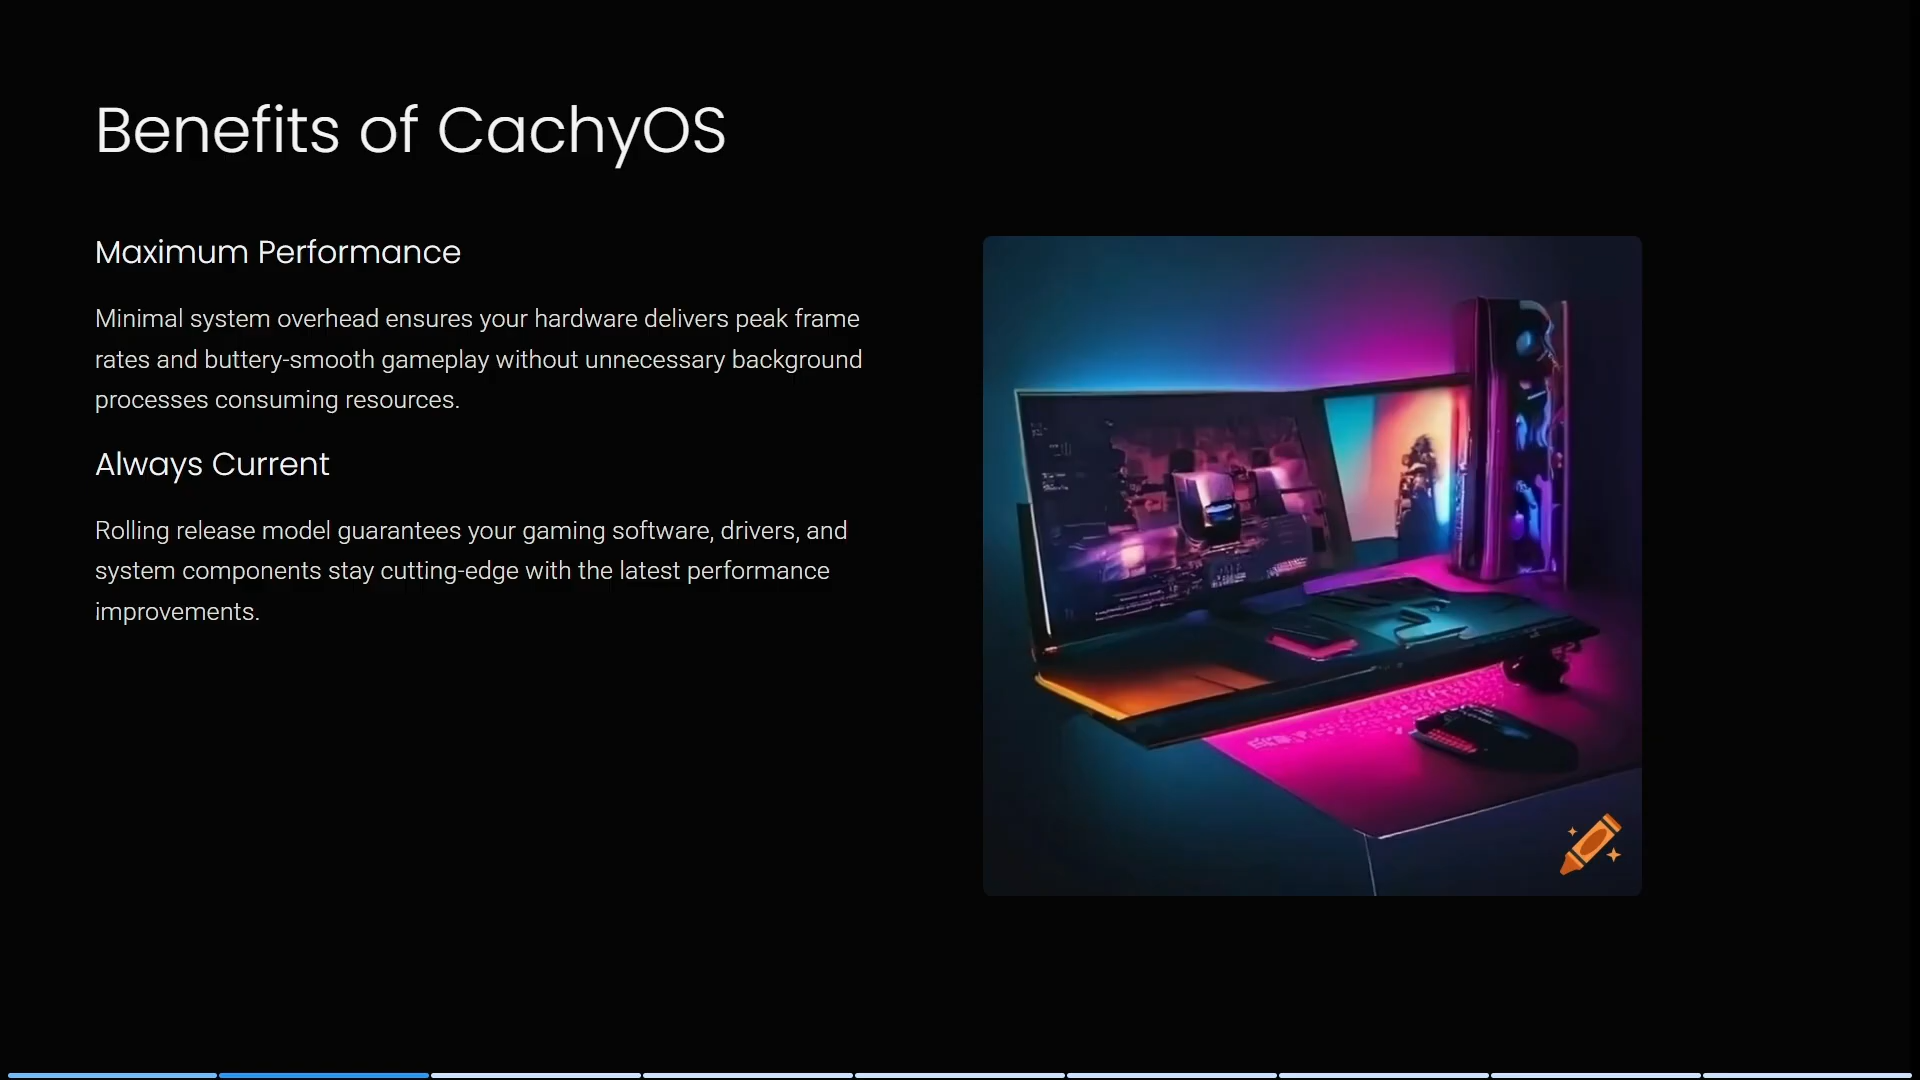 Benefits of CachyOS
Maximum Performance
Minimal system overhead ensures your hardware delivers peak frame
rates and buttery-smooth gameplay without unnecessary background
processes consuming resources.
Always Current
Rolling release model guarantees your gaming software, drivers, and
system components stay cutting-edge with the latest performance
improvements.